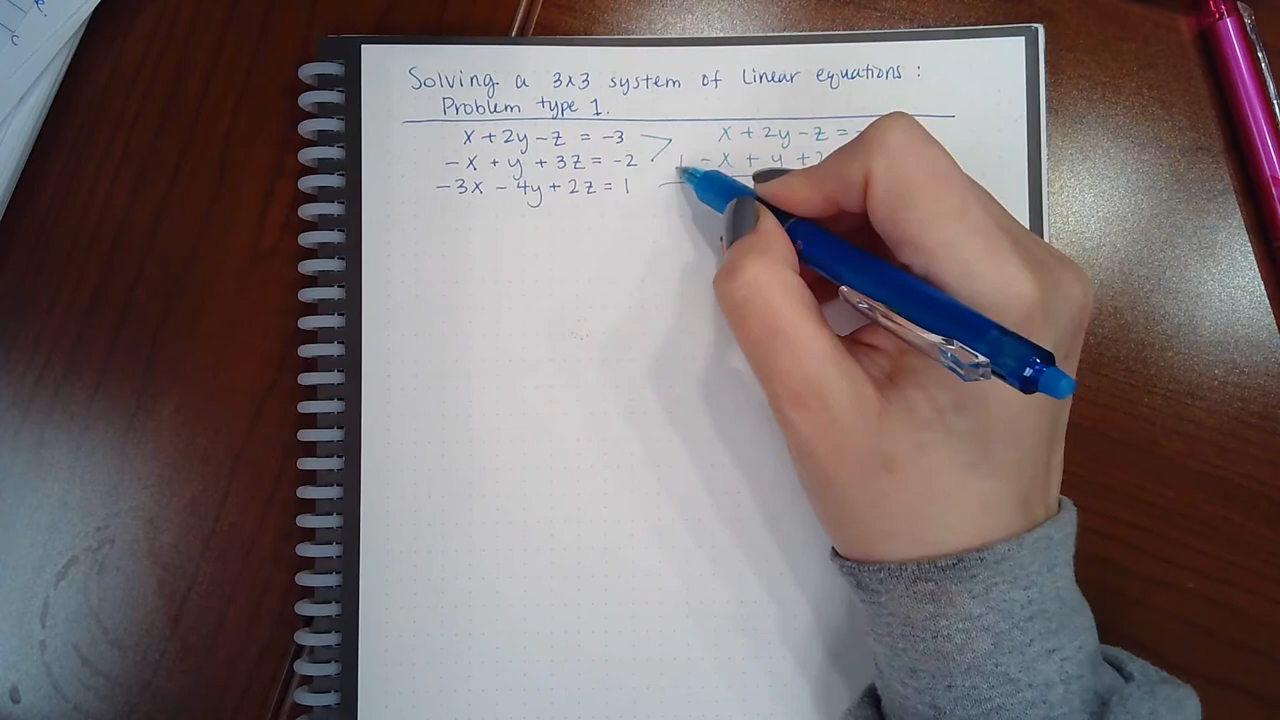 Solving a 3x3 system of linear equations :
Problem type 1.
x + 2y - z = -3
-x + y + 3z = -2
-3x - 4y + 2z = 1
x + 2y - z =
- x + y +